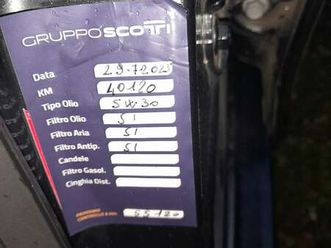 GRUPPO SCOTTI
Data 29-12.025
KM 40120
Tipo Olio 5W30
Filtro Olio SI
Filtro Aria SI
Filtro Antip. SI
Candele
Filtro Gasol.
Cinghia Dist.
55120